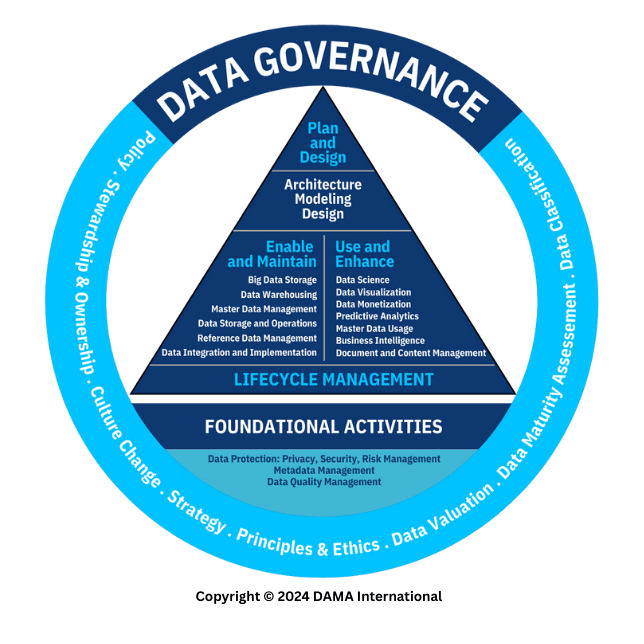 DATA GOVERNANCE
Policy . Stewardship & Ownership . Culture Change . Strategy . Principles & Ethics . Data Valuation . Data Maturity Assessement . Data Classification
Plan
and
Design
Architecture
Modeling
Design
Enable
and Maintain
Big Data Storage
Data Warehousing
Master Data Management
Data Storage and Operations
Reference Data Management
Data Integration and Implementation
Use and
Enhance
Data Science
Data Visualization
Data Monetization
Predictive Analytics
Master Data Usage
Business Intelligence
Document and Content Management
LIFECYCLE MANAGEMENT
FOUNDATIONAL ACTIVITIES
Data Protection: Privacy, Security, Risk Management
Metadata Management
Data Quality Management
Copyright © 2024 DAMA International